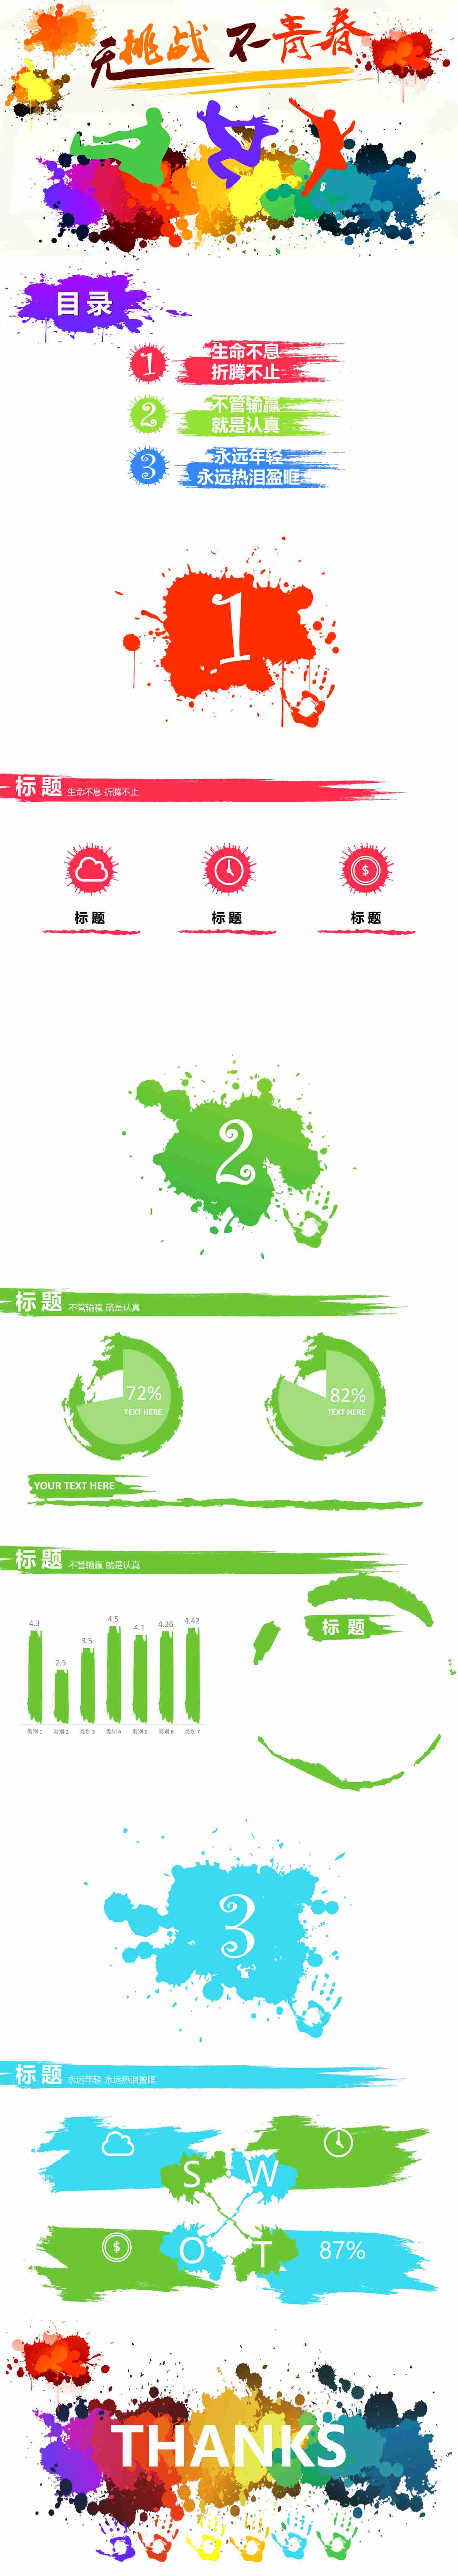 无挑战 不青春
目录
1
生命不息
折腾不止
2
不管输赢
就是认真
3
永远年轻
永远热泪盈眶
1
标题 生命不息 折腾不止
$
标题 标题 标题
2
标题 不管输赢 就是认真
72% 82%
TEXT HERE TEXT HERE
YOUR TEXT HERE
标题 不管输赢 就是认真
标 题
4.3 2.5 3.5 4.5 4.1 4.26 4.42
类别 1 类别 2 类别 3 类别 4 类别 5 类别 6 类别 7
3
标题 永远年轻 永远热泪盈眶
S W
$ O T 87%
THANKS